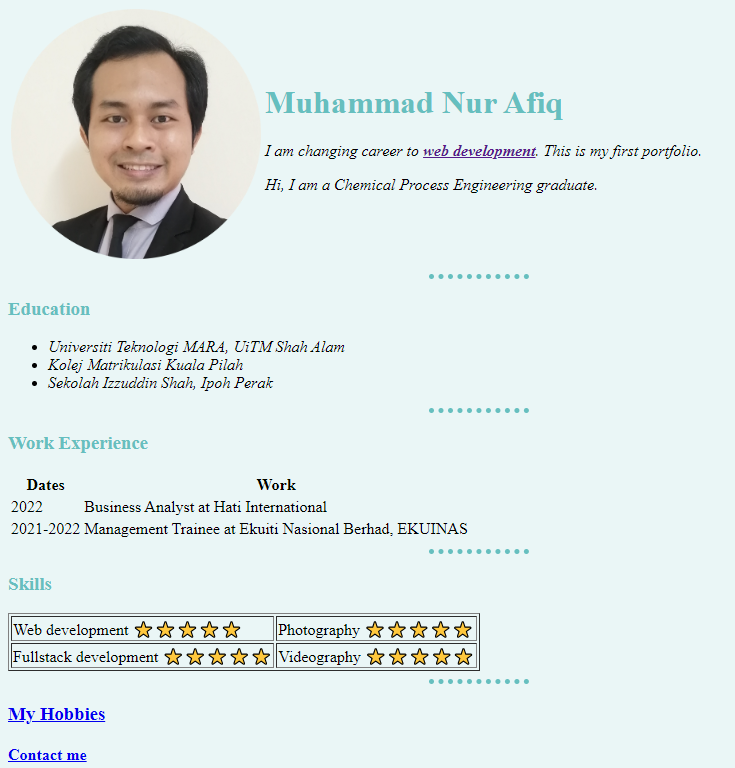 Muhammad Nur Afiq
I am changing career to web development. This is my first portfolio.
Hi, I am a Chemical Process Engineering graduate.
Education
Universiti Teknologi MARA, UiTM Shah Alam
Kolej Matrikulasi Kuala Pilah
Sekolah Izzuddin Shah, Ipoh Perak
Work Experience
Dates Work
2022 Business Analyst at Hati International
2021-2022 Management Trainee at Ekuiti Nasional Berhad, EKUINAS
Skills
Web development ⭐⭐⭐⭐⭐ Photography ⭐⭐⭐⭐⭐
Fullstack development ⭐⭐⭐⭐⭐ Videography ⭐⭐⭐⭐⭐
My Hobbies
Contact me